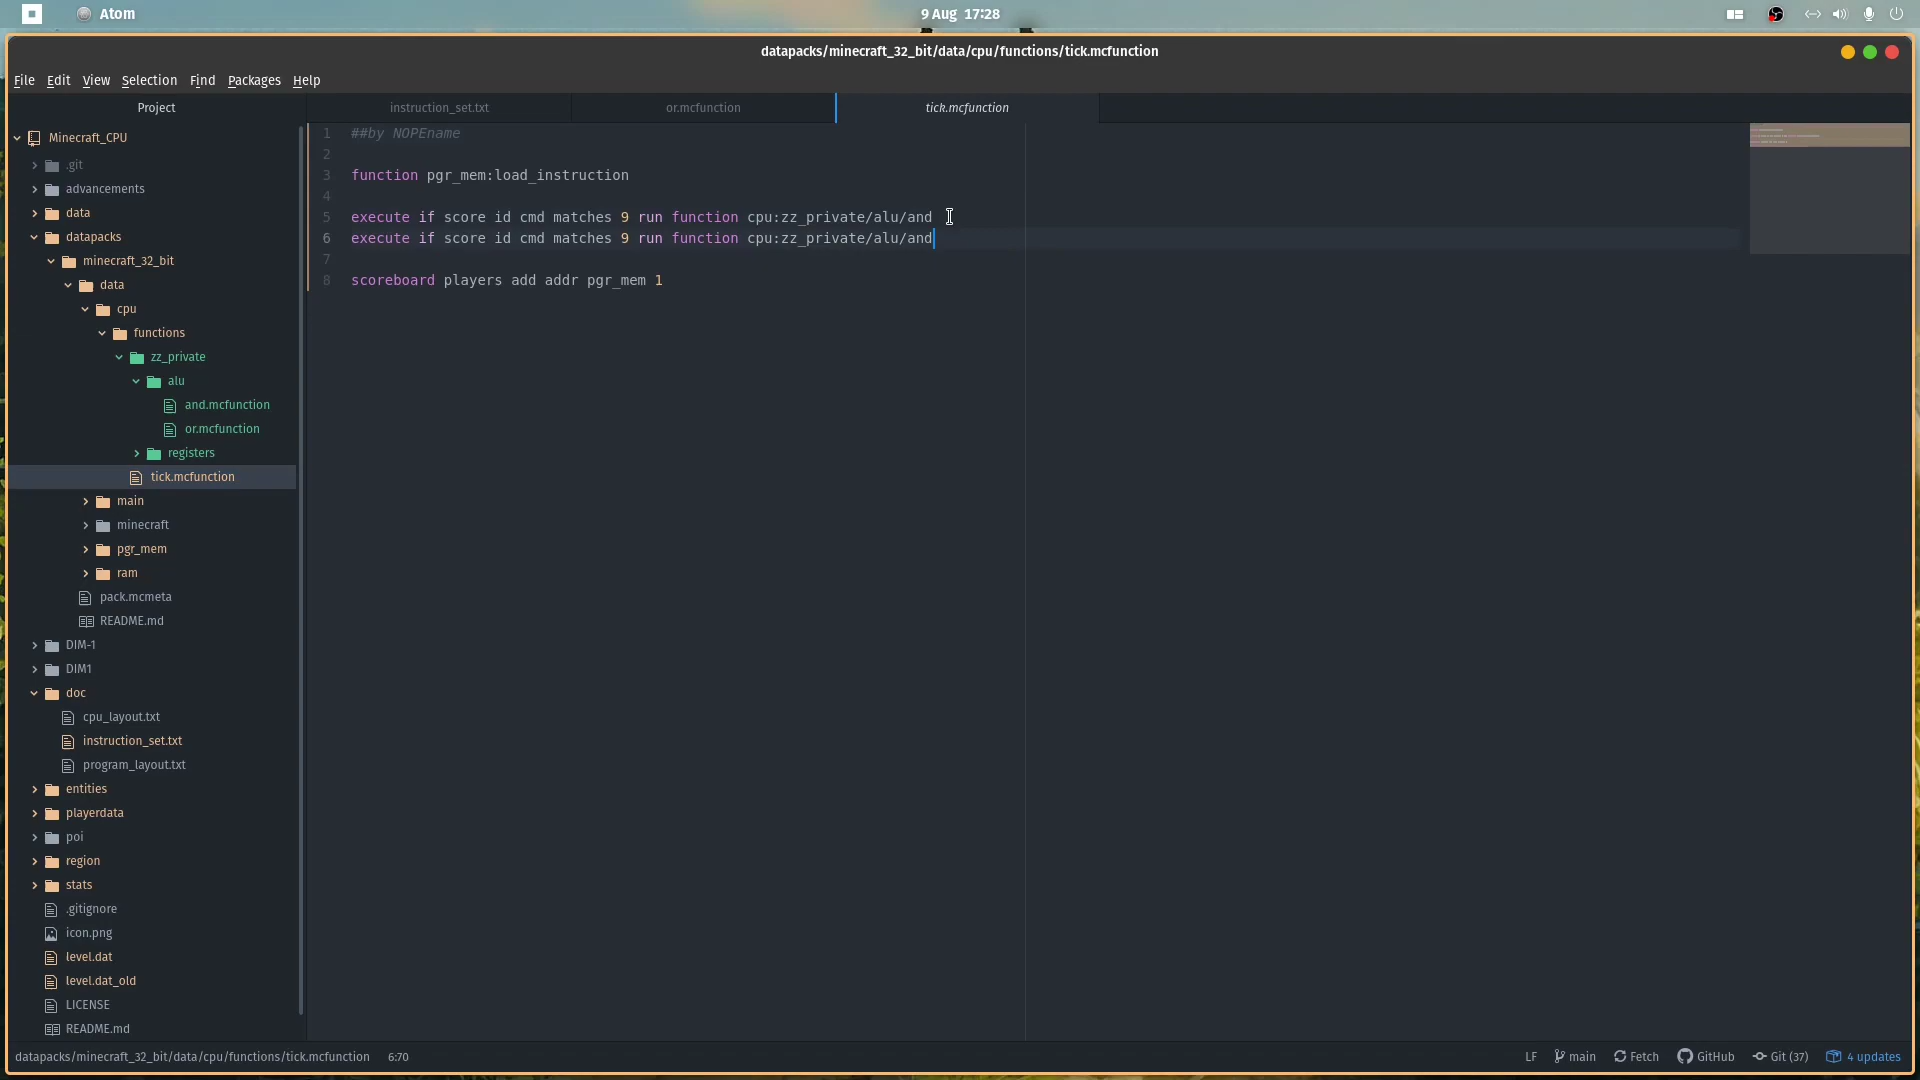 Atom
9 Aug 17:28
datapacks/minecraft_32_bit/data/cpu/functions/tick.mcfunction
File Edit View Selection Find Packages Help
Project
instruction_set.txt
or.mcfunction
tick.mcfunction
Minecraft_CPU
.git
advancements
data
datapacks
minecraft_32_bit
data
cpu
functions
zz_private
alu
and.mcfunction
or.mcfunction
registers
tick.mcfunction
main
minecraft
pgr_mem
ram
pack.mcmeta
README.md
DIM-1
DIM1
doc
cpu_layout.txt
instruction_set.txt
program_layout.txt
entities
playerdata
poi
region
stats
.gitignore
icon.png
level.dat
level.dat_old
LICENSE
README.md
1 ##by NOPEname
2
3 function pgr_mem:load_instruction
4
5 execute if score id cmd matches 9 run function cpu:zz_private/alu/and
6 execute if score id cmd matches 9 run function cpu:zz_private/alu/and
7
8 scoreboard players add addr pgr_mem 1
datapacks/minecraft_32_bit/data/cpu/functions/tick.mcfunction 6:70
LF main Fetch GitHub Git (37) 4 updates